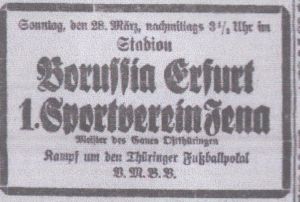 Sonntag, den 28. März, nachmittags 3½ Uhr im
Stadion
Borussia Erfurt
1. Sportverein Jena
Meister des Gaues Ostthüringen
Kampf um den Thüringer Fußballpokal
V. M. B. V.